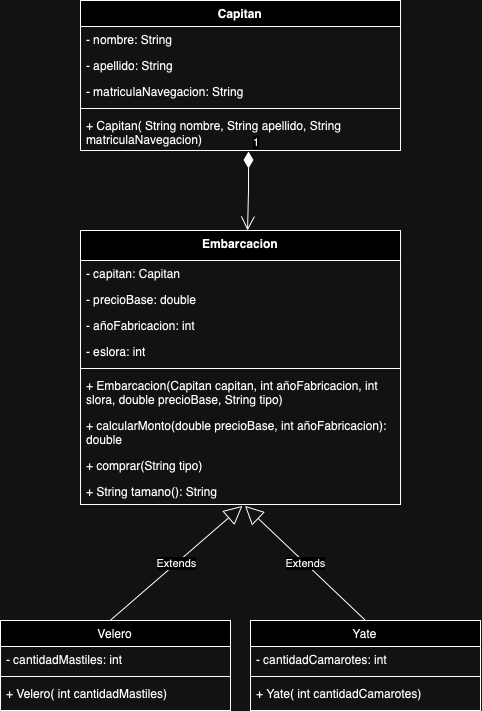 Capitan
- nombre: String
- apellido: String
- matriculaNavegacion: String
+ Capitan( String nombre, String apellido, String
matriculaNavegacion)
1
Embarcacion
- capitan: Capitan
- precioBase: double
- añoFabricacion: int
- eslora: int
+ Embarcacion(Capitan capitan, int añoFabricacion, int
slora, double precioBase, String tipo)
+ calcularMonto(double precioBase, int añoFabricacion):
double
+ comprar(String tipo)
+ String tamano(): String
Extends
Extends
Velero
- cantidadMastiles: int
+ Velero( int cantidadMastiles)
Yate
- cantidadCamarotes: int
+ Yate( int cantidadCamarotes)